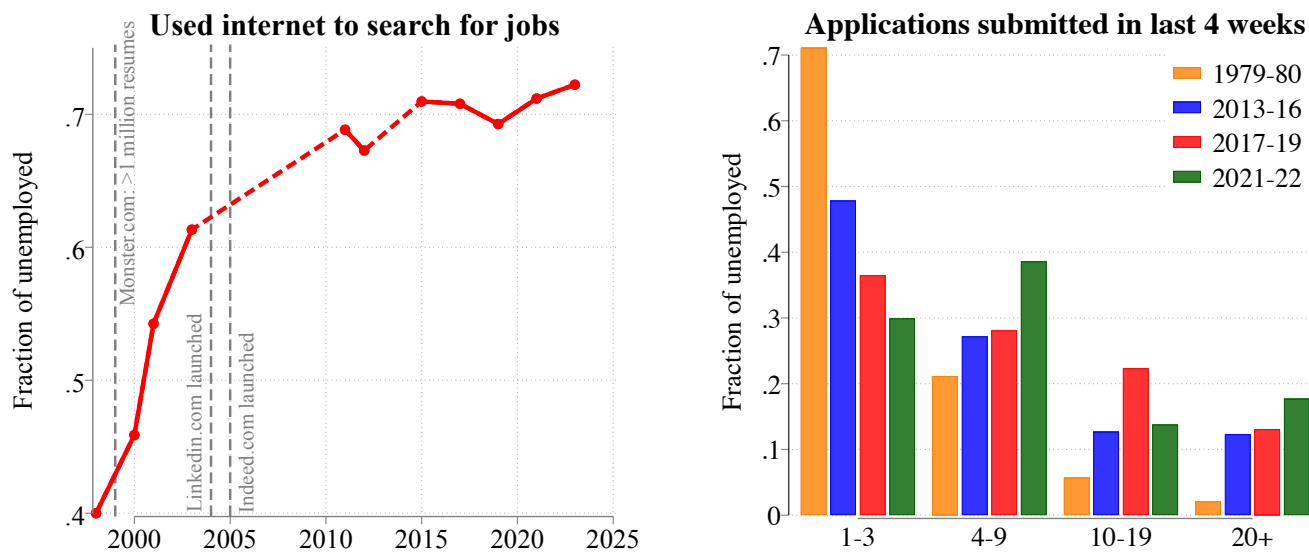 Used internet to search for jobs
Fraction of unemployed
.7
.6
.5
.4
Monster.com: >1 million resumes
Linkedin.com launched
Indeed.com launched
2000 2005 2010 2015 2020 2025
Applications submitted in last 4 weeks
Fraction of unemployed
.7
.6
.5
.4
.3
.2
.1
0
1979-80
2013-16
2017-19
2021-22
1-3 4-9 10-19 20+